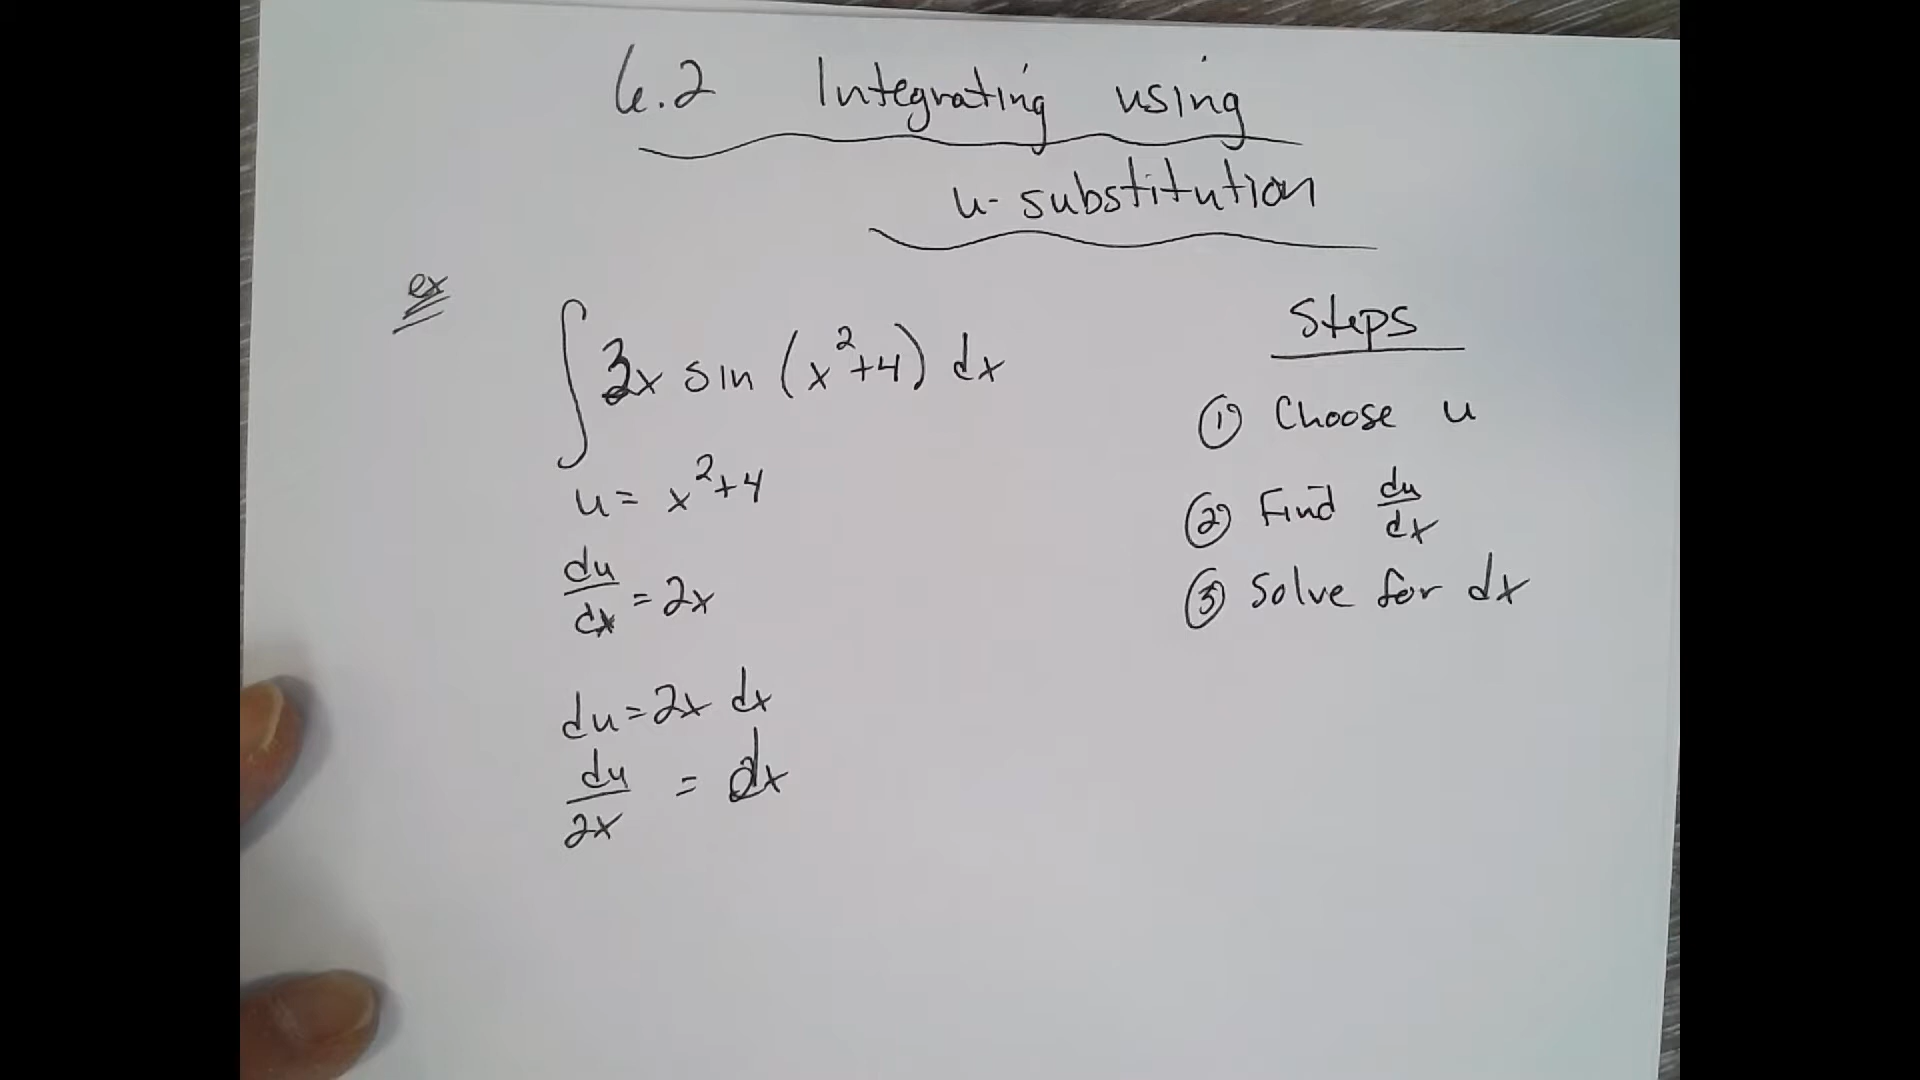 6.2 Integrating using
u-substitution
ex
∫ 3x sin (x²+4) dx
u = x²+4
du/dx = 2x
du = 2x dx
du/2x = dx
Steps
① Choose u
② Find du/dx
③ Solve for dx